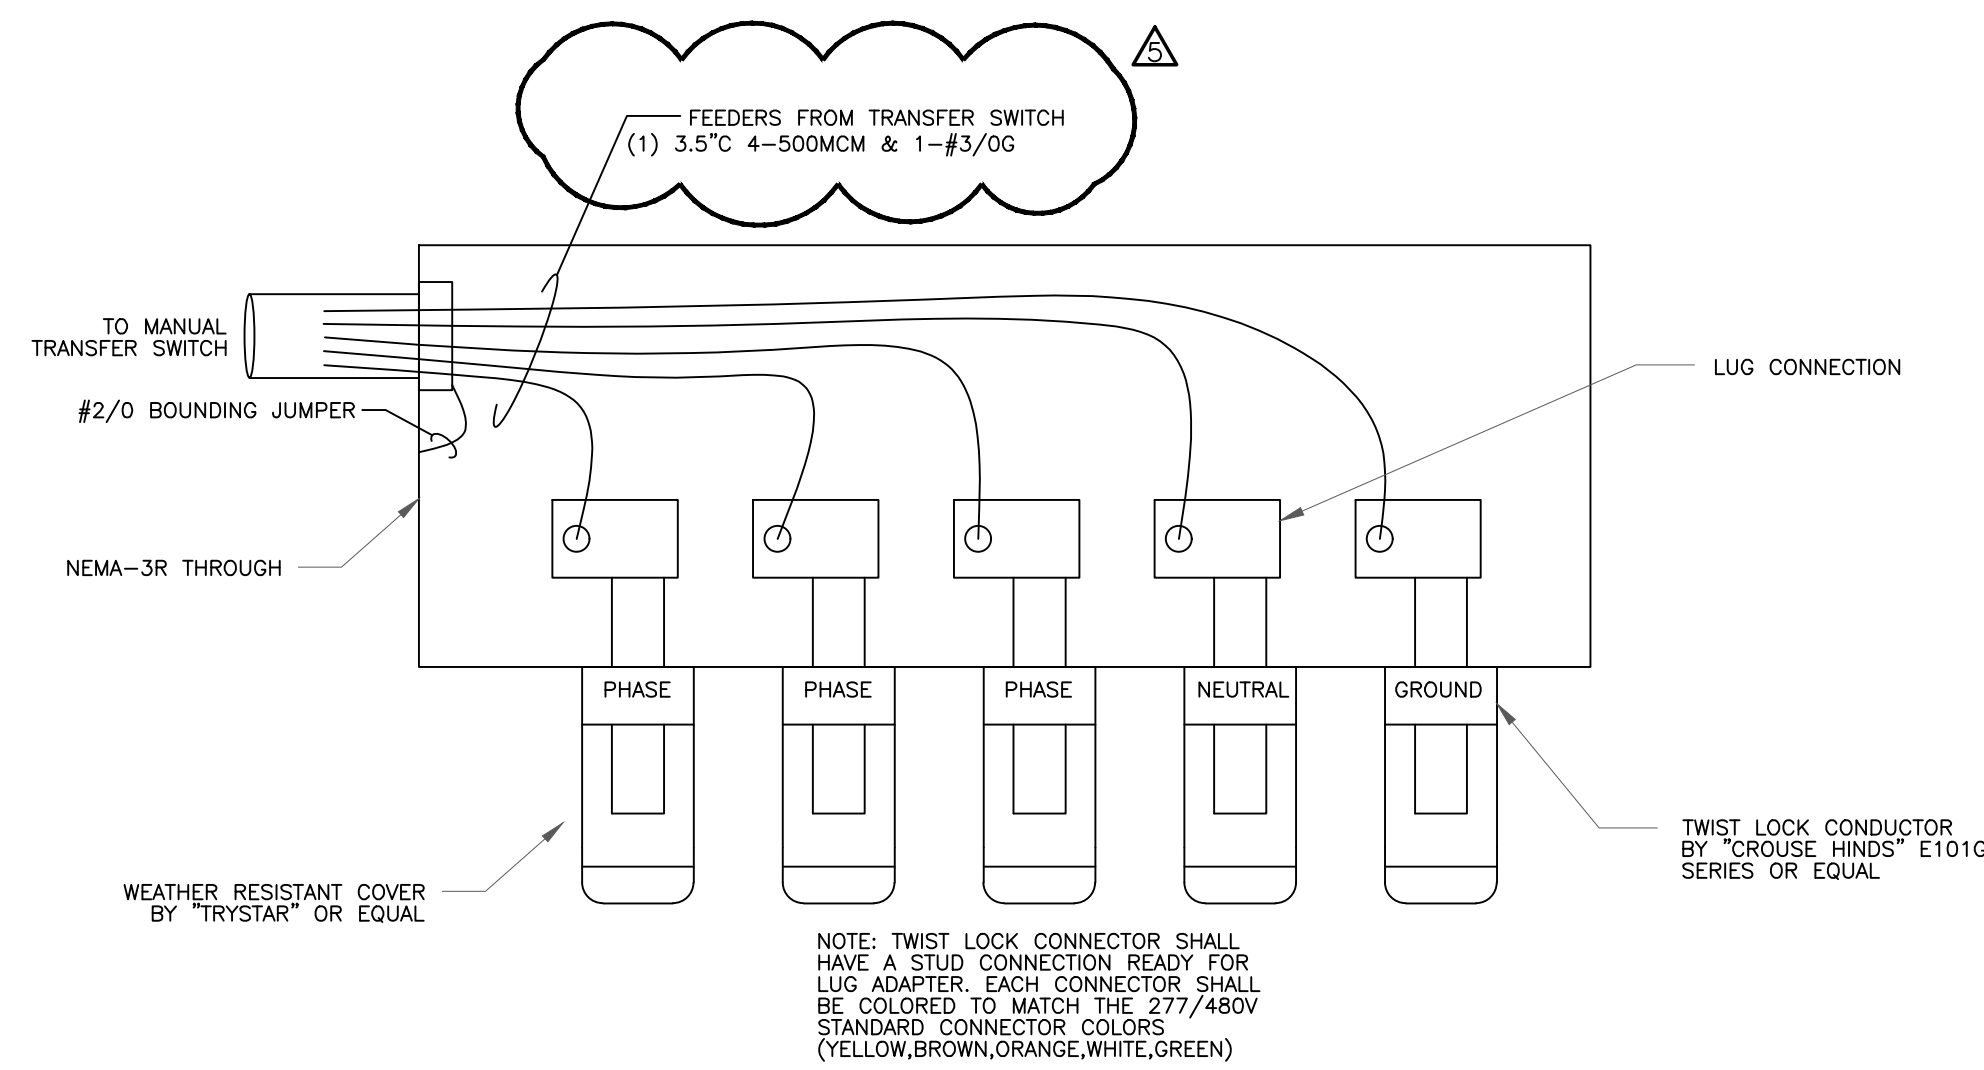 5
FEEDERS FROM TRANSFER SWITCH
(1) 3.5"C 4-500MCM & 1-#3/0G
TO MANUAL
TRANSFER SWITCH
#2/0 BOUNDING JUMPER
LUG CONNECTION
NEMA-3R THROUGH
PHASE
PHASE
PHASE
NEUTRAL
GROUND
TWIST LOCK CONDUCTOR
BY "CROUSE HINDS" E101G
SERIES OR EQUAL
WEATHER RESISTANT COVER
BY "TRYSTAR" OR EQUAL
NOTE: TWIST LOCK CONNECTOR SHALL
HAVE A STUD CONNECTION READY FOR
LUG ADAPTER. EACH CONNECTOR SHALL
BE COLORED TO MATCH THE 277/480V
STANDARD CONNECTOR COLORS
(YELLOW,BROWN,ORANGE,WHITE,GREEN)